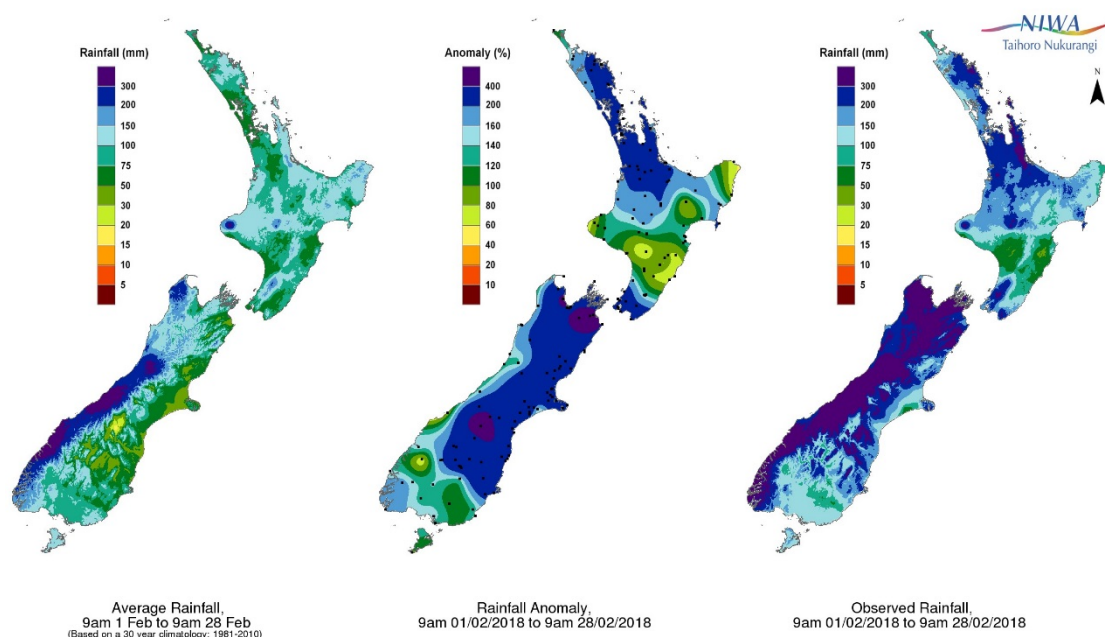 NIWA
Taihoro Nukurangi
N
Rainfall (mm)
300
200
150
100
75
50
30
20
15
10
5
Anomaly (%)
400
200
150
140
120
100
80
60
40
20
10
Rainfall (mm)
300
200
150
100
75
50
30
20
15
10
5
Average Rainfall,
9am 1 Feb to 9am 28 Feb
(Based on a 30 year climatology: 1981-2010)
Rainfall Anomaly,
9am 01/02/2018 to 9am 28/02/2018
Observed Rainfall,
9am 01/02/2018 to 9am 28/02/2018